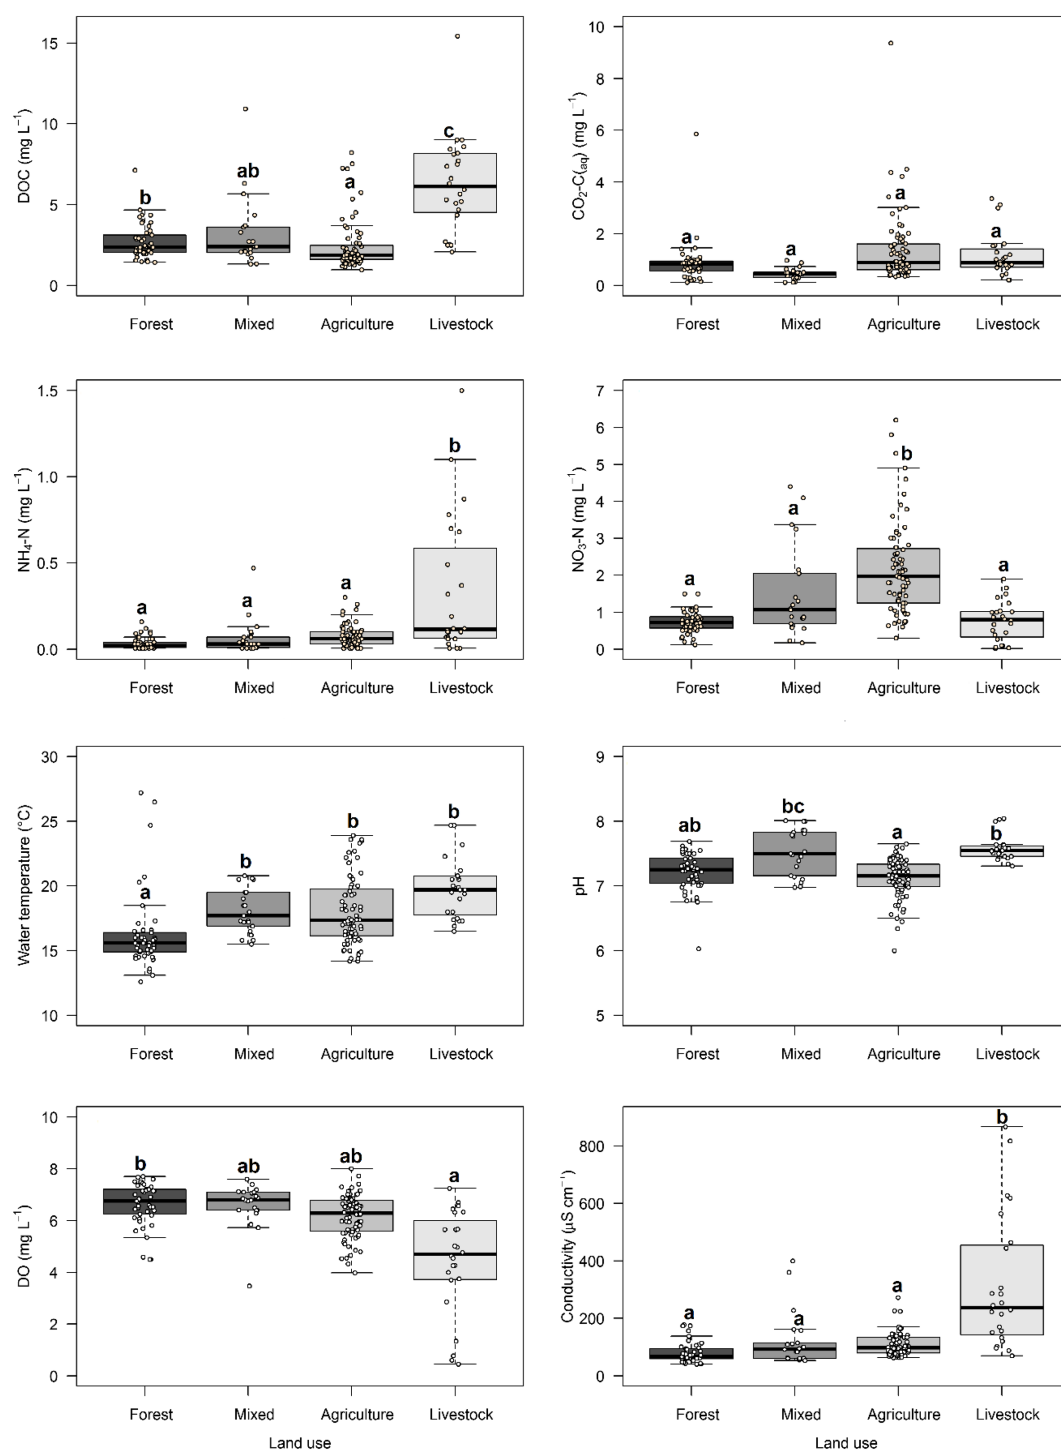 DOC (mg L⁻¹)
15
10
5
0
c
ab
a
b
Forest Mixed Agriculture Livestock
CO₂-C(aq) (mg L⁻¹)
10
8
6
4
2
0
a
a
a
a
Forest Mixed Agriculture Livestock
NH₄-N (mg L⁻¹)
1.5
1.0
0.5
0.0
b
a
a
a
Forest Mixed Agriculture Livestock
NO₃-N (mg L⁻¹)
7
6
5
4
3
2
1
0
b
a
a
a
Forest Mixed Agriculture Livestock
Water temperature (°C)
30
25
20
15
10
a
b
b
b
Forest Mixed Agriculture Livestock
pH
9
8
7
6
5
ab
bc
a
b
Forest Mixed Agriculture Livestock
DO (mg L⁻¹)
10
8
6
4
2
0
b
ab
ab
a
Forest Mixed Agriculture Livestock
Land use
Conductivity (μS cm⁻¹)
800
600
400
200
0
a
a
a
b
Forest Mixed Agriculture Livestock
Land use